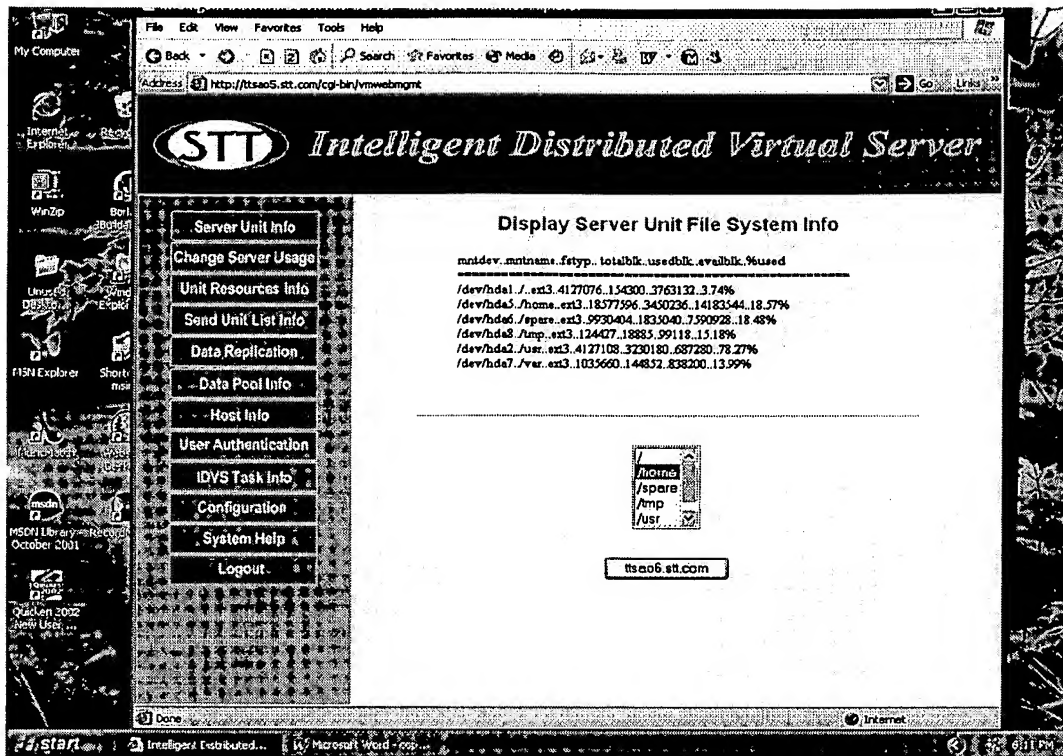 My Computer
Internet Explorer
WinZip
MSN Explorer
msdn
MSDN Library
October 2001
Quicken 2002
New User ...
File Edit View Favorites Tools Help
Back Search Favorites Media
Address http://ttsao5.stt.com/cgi-bin/vmwebmgmt Go Links »
STT Intelligent Distributed Virtual Server
Server Unit Info
Change Server Usage
Unit Resources Info
Send Unit List Info
Data Replication
Data Pool Info
Host Info
User Authentication
IDVS Task Info
Configuration
System Help
Logout
Display Server Unit File System Info
mntdev..mntname..fstyp.. totalblk..usedblk..availblk..%used
/dev/hda1../..ext3..4127076..154300..3763132..3.74%
/dev/hda5../home..ext3..18577596..3450236..14183544..18.57%
/dev/hda6../spare..ext3..9930404..1835040..7590928..18.48%
/dev/hda8../tmp..ext3..124427..18885..99118..15.18%
/dev/hda2../usr..ext3..4127108..3230180..687280..78.27%
/dev/hda7../var..ext3..1035660..144852..838200..13.99%
/
/home
/spare
/tmp
/usr
ttsao6.stt.com
Done Internet
start Intelligent Distributed... Microsoft Word -